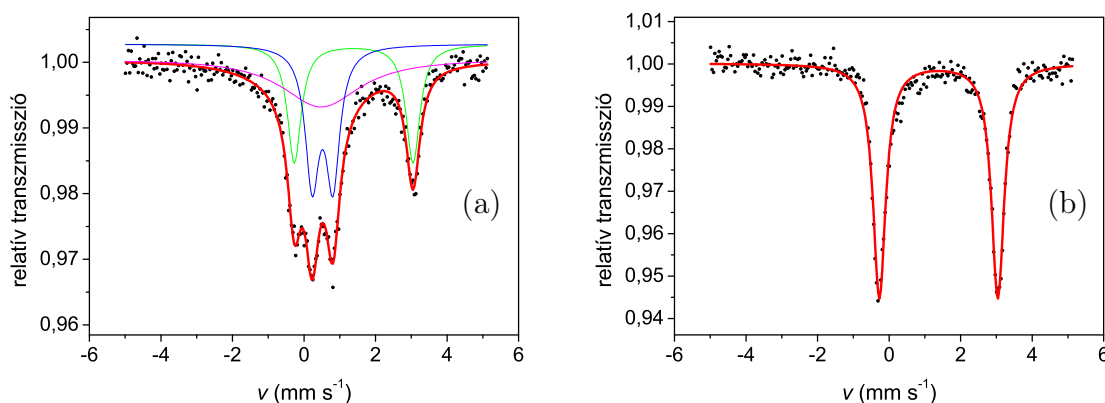 1,00
0,99
0,98
0,97
0,96
-6 -4 -2 0 2 4 6
relatív transzmisszió
v (mm s⁻¹)
(a)
1,01
1,00
0,99
0,98
0,97
0,96
0,95
0,94
-6 -4 -2 0 2 4 6
relatív transzmisszió
v (mm s⁻¹)
(b)